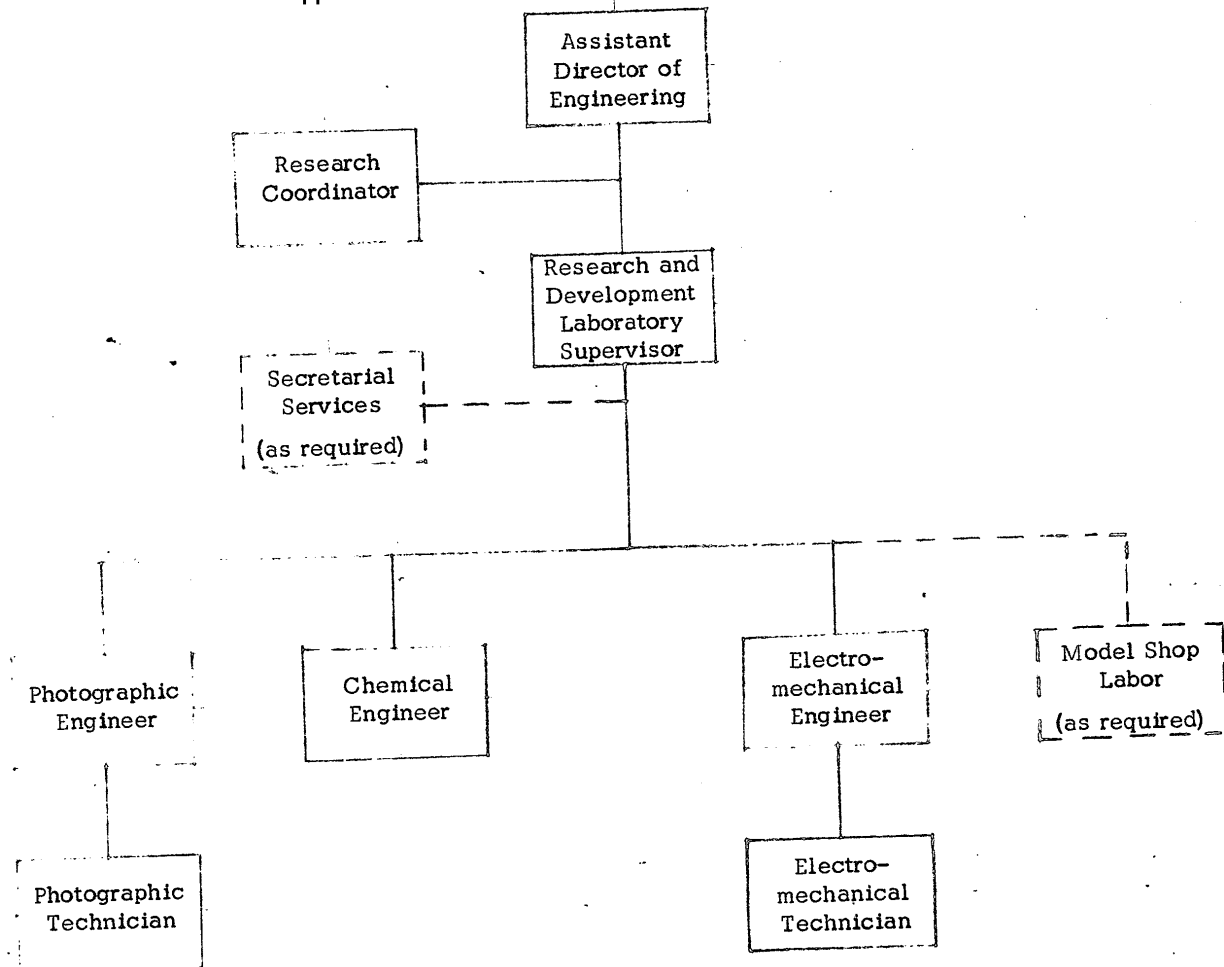 Assistant
Director of
Engineering
Research
Coordinator
Research and
Development
Laboratory
Supervisor
Secretarial
Services
(as required)
Photographic
Engineer
Chemical
Engineer
Electro-
mechanical
Engineer
Model Shop
Labor
(as required)
Photographic
Technician
Electro-
mechanical
Technician